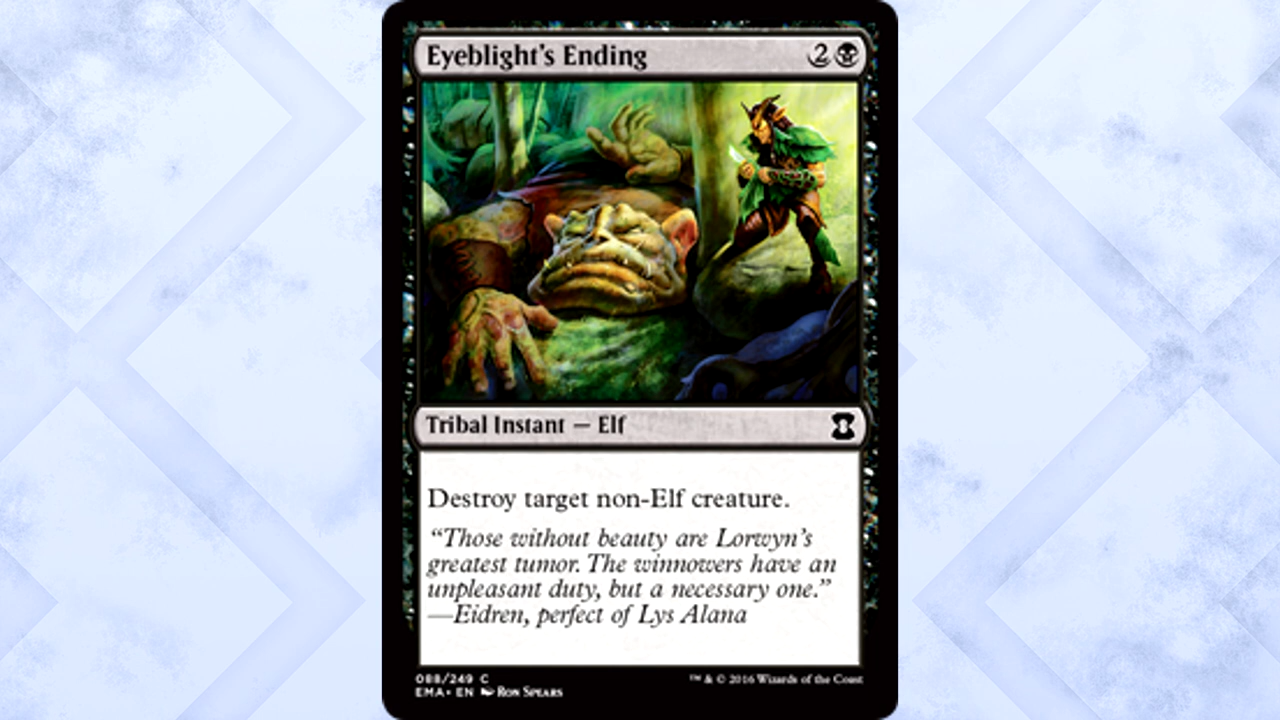 Eyeblight's Ending 2
Tribal Instant — Elf
Destroy target non-Elf creature.
“Those without beauty are Lorwyn’s
greatest tumor. The winnowers have an
unpleasant duty, but a necessary one.”
—Eidren, perfect of Lys Alana
088/249 C
EMA • EN Ron Spears
™ & © 2016 Wizards of the Coast